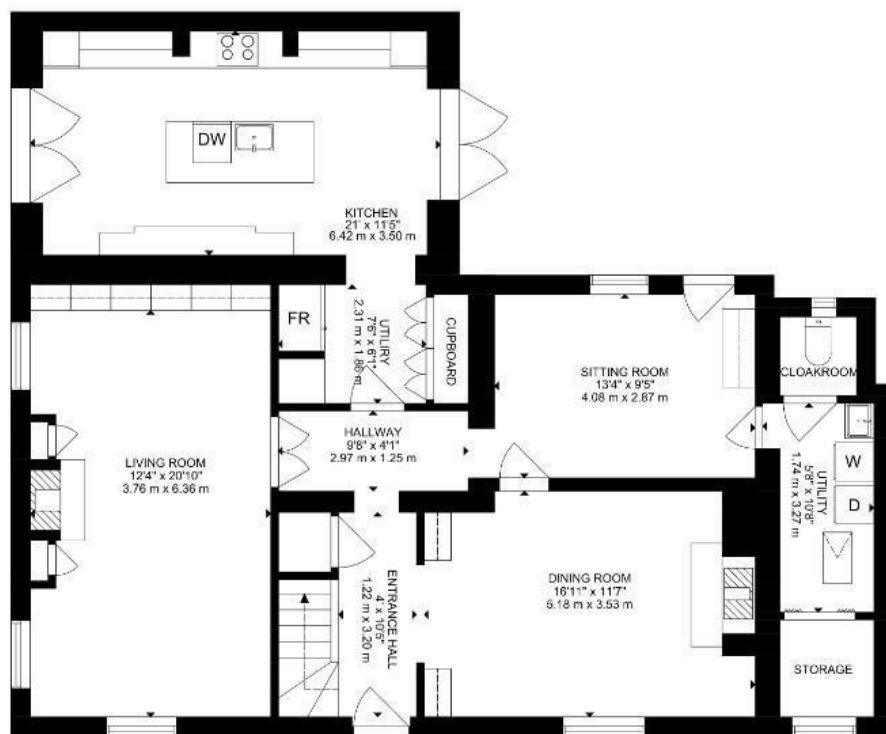 DW
KITCHEN
21' x 11'5"
6.42 m x 3.50 m
FR
UTILIRY
7'6" x 6'1"
2.31 m x 1.86 m
CUPBOARD
SITTING ROOM
13'4" x 9'5"
4.08 m x 2.87 m
CLOAKROOM
HALLWAY
9'8" x 4'1"
2.97 m x 1.25 m
LIVING ROOM
12'4" x 20'10"
3.76 m x 6.36 m
W
D
UTILITY
5'8" x 10'8"
1.74 m x 3.27 m
ENTRANCE HALL
4' x 10'5"
1.22 m x 3.20 m
DINING ROOM
16'11" x 11'7"
5.18 m x 3.53 m
STORAGE